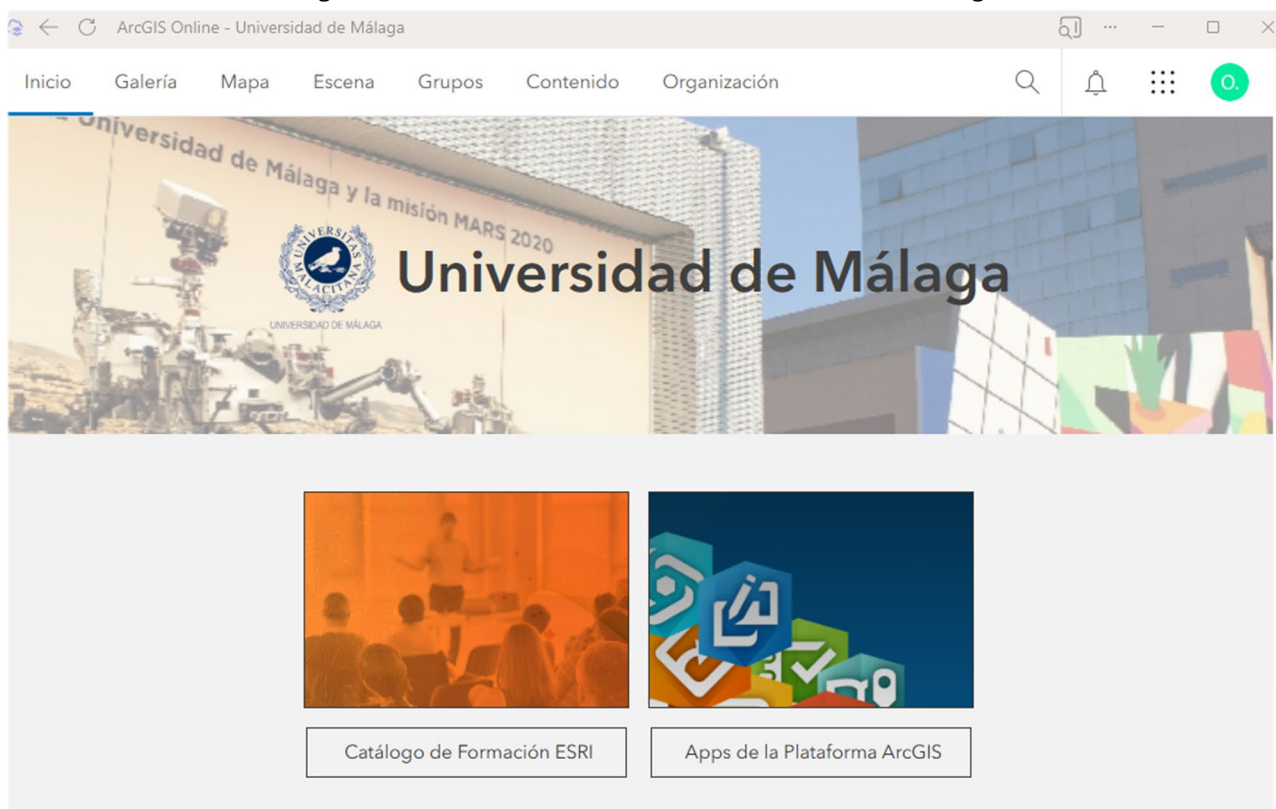 ArcGIS Online - Universidad de Málaga
Inicio Galería Mapa Escena Grupos Contenido Organización
O.
Universidad de Málaga y la misión MARS 2020
UNIVERSITAS MALACITANA
UNIVERSIDAD DE MÁLAGA
Universidad de Málaga
Catálogo de Formación ESRI
Apps de la Plataforma ArcGIS